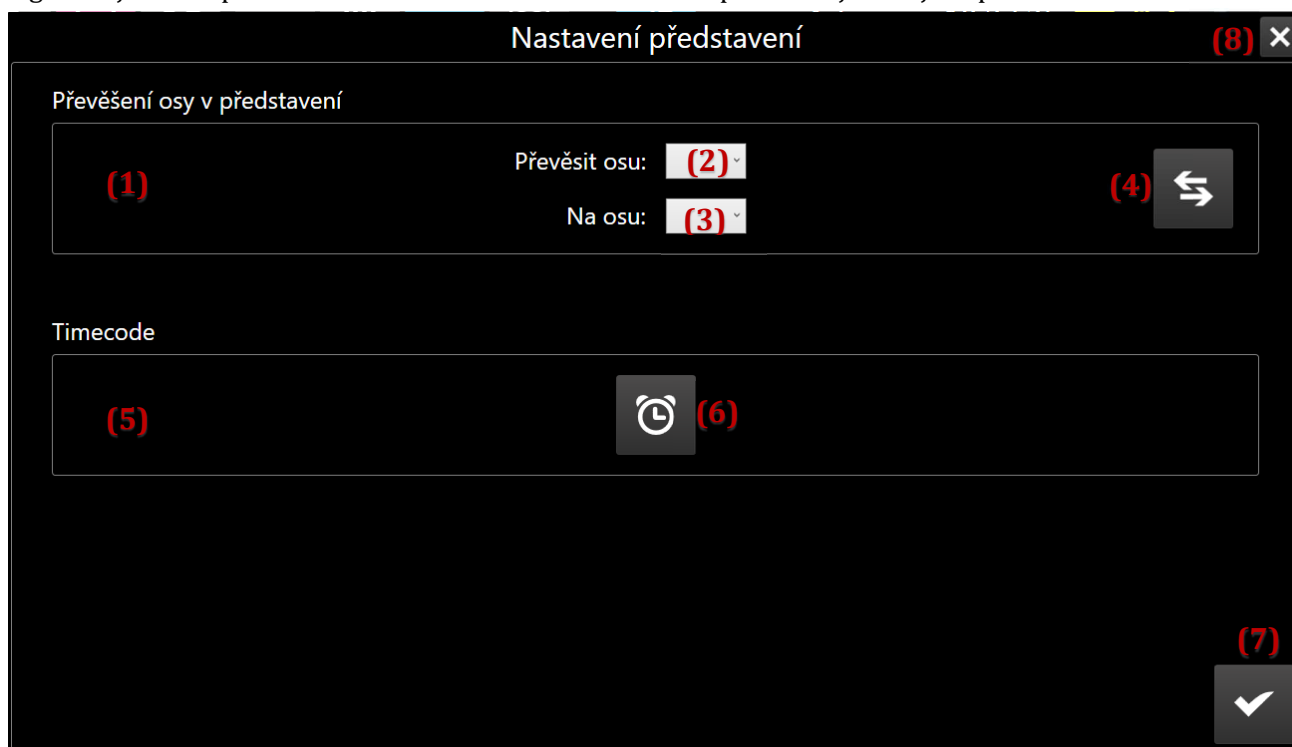 Nastavení představení (8)
Převěšení osy v představení
(1)
Převěsit osu: (2)
Na osu: (3)
(4)
Timecode
(5)
(6)
(7)